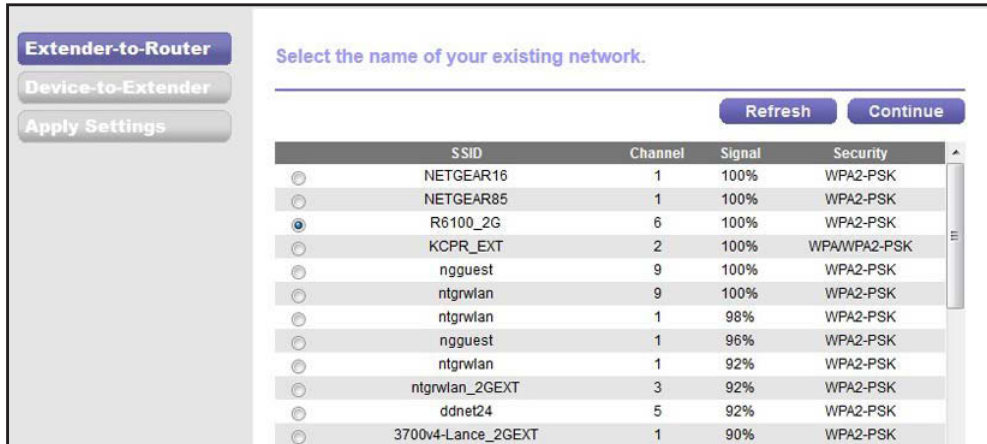 Extender-to-Router
Device-to-Extender
Apply Settings
Select the name of your existing network.
Refresh Continue
SSID Channel Signal Security
NETGEAR16 1 100% WPA2-PSK
NETGEAR85 1 100% WPA2-PSK
R6100_2G 6 100% WPA2-PSK
KCPR_EXT 2 100% WPA/WPA2-PSK
ngguest 9 100% WPA2-PSK
ntgrwlan 9 100% WPA2-PSK
ntgrwlan 1 98% WPA2-PSK
ngguest 1 96% WPA2-PSK
ntgrwlan 1 92% WPA2-PSK
ntgrwlan_2GEXT 3 92% WPA2-PSK
ddnet24 5 92% WPA2-PSK
3700v4-Lance_2GEXT 1 90% WPA2-PSK